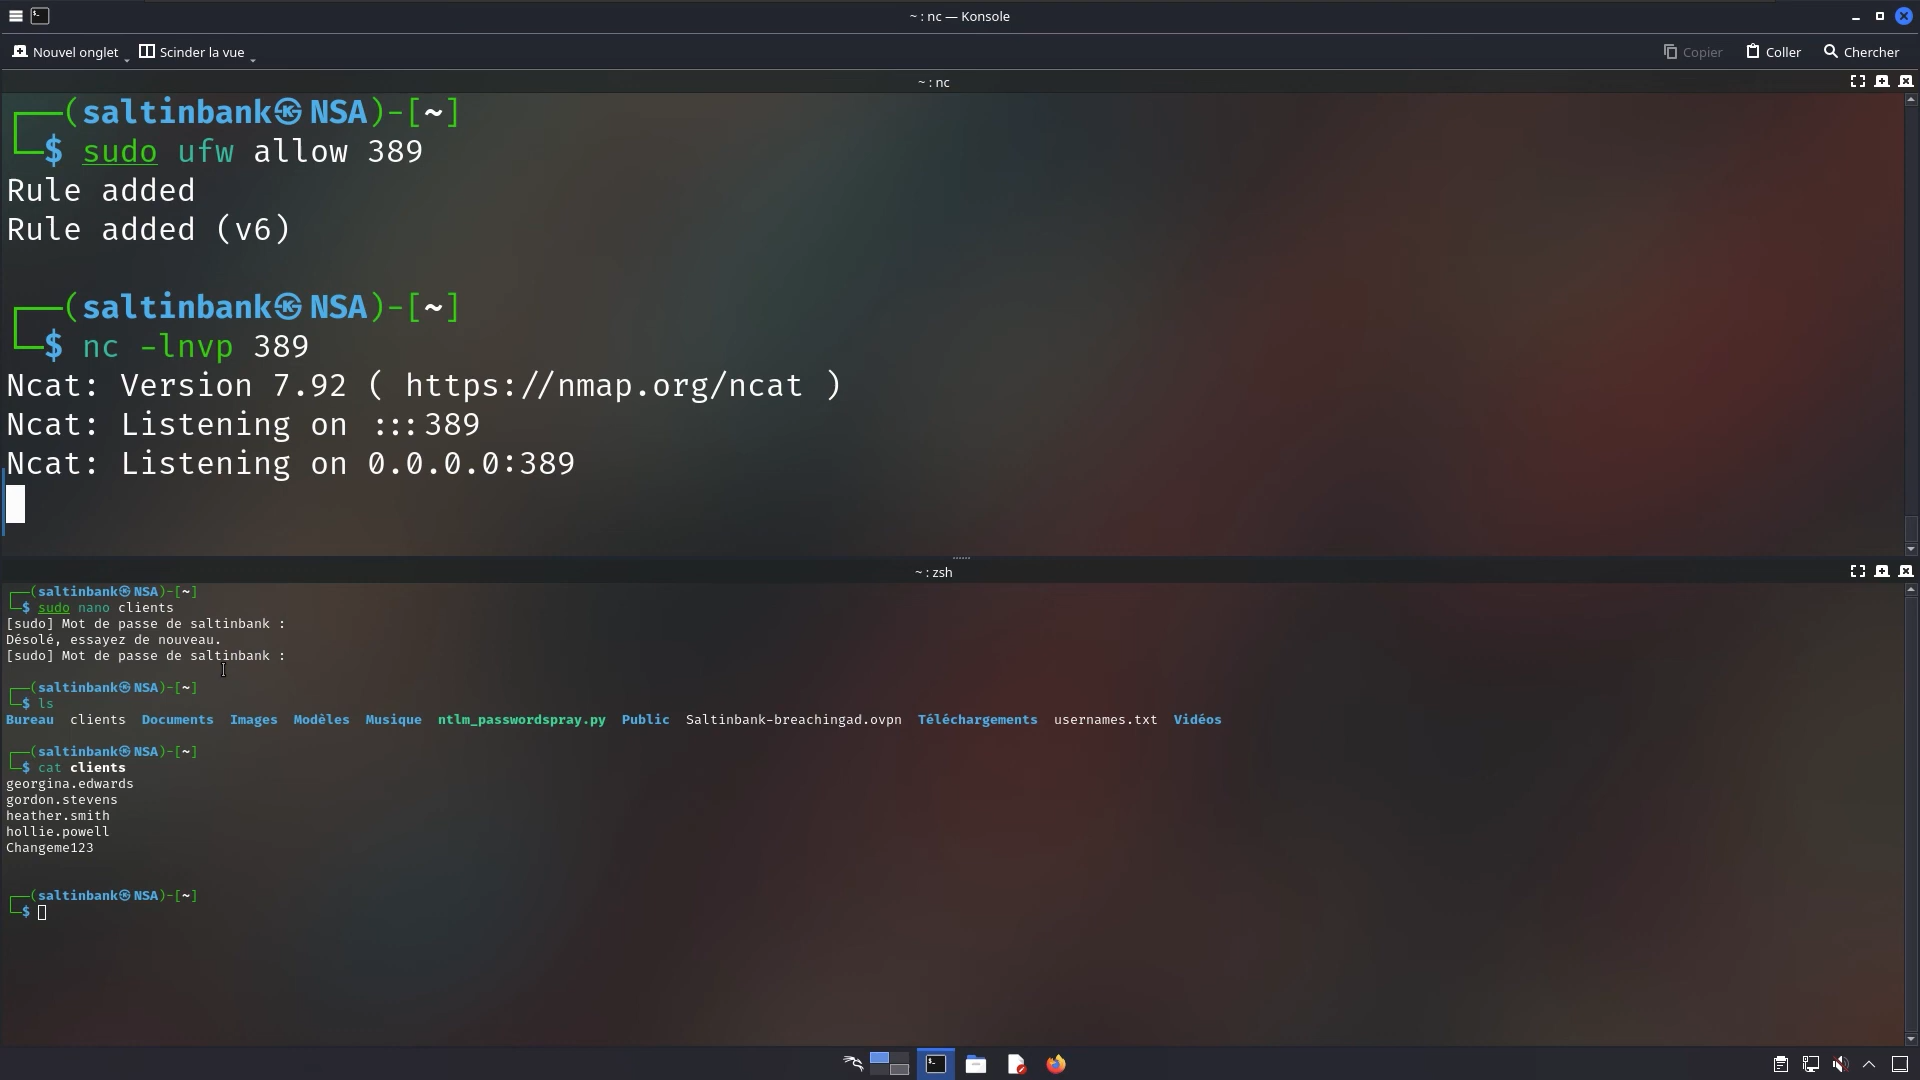 ~ : nc — Konsole
Nouvel onglet Scinder la vue Copier Coller Chercher
~ : nc
┌──(saltinbank㉿NSA)-[~]
└─$ sudo ufw allow 389
Rule added
Rule added (v6)
┌──(saltinbank㉿NSA)-[~]
└─$ nc -lnvp 389
Ncat: Version 7.92 ( https://nmap.org/ncat )
Ncat: Listening on :::389
Ncat: Listening on 0.0.0.0:389
~ : zsh
┌──(saltinbank㉿NSA)-[~]
└─$ sudo nano clients
[sudo] Mot de passe de saltinbank :
Désolé, essayez de nouveau.
[sudo] Mot de passe de saltinbank :
┌──(saltinbank㉿NSA)-[~]
└─$ ls
Bureau clients Documents Images Modèles Musique ntlm_passwordspray.py Public Saltinbank-breachingad.ovpn Téléchargements usernames.txt Vidéos
┌──(saltinbank㉿NSA)-[~]
└─$ cat clients
georgina.edwards
gordon.stevens
heather.smith
hollie.powell
Changeme123
┌──(saltinbank㉿NSA)-[~]
└─$